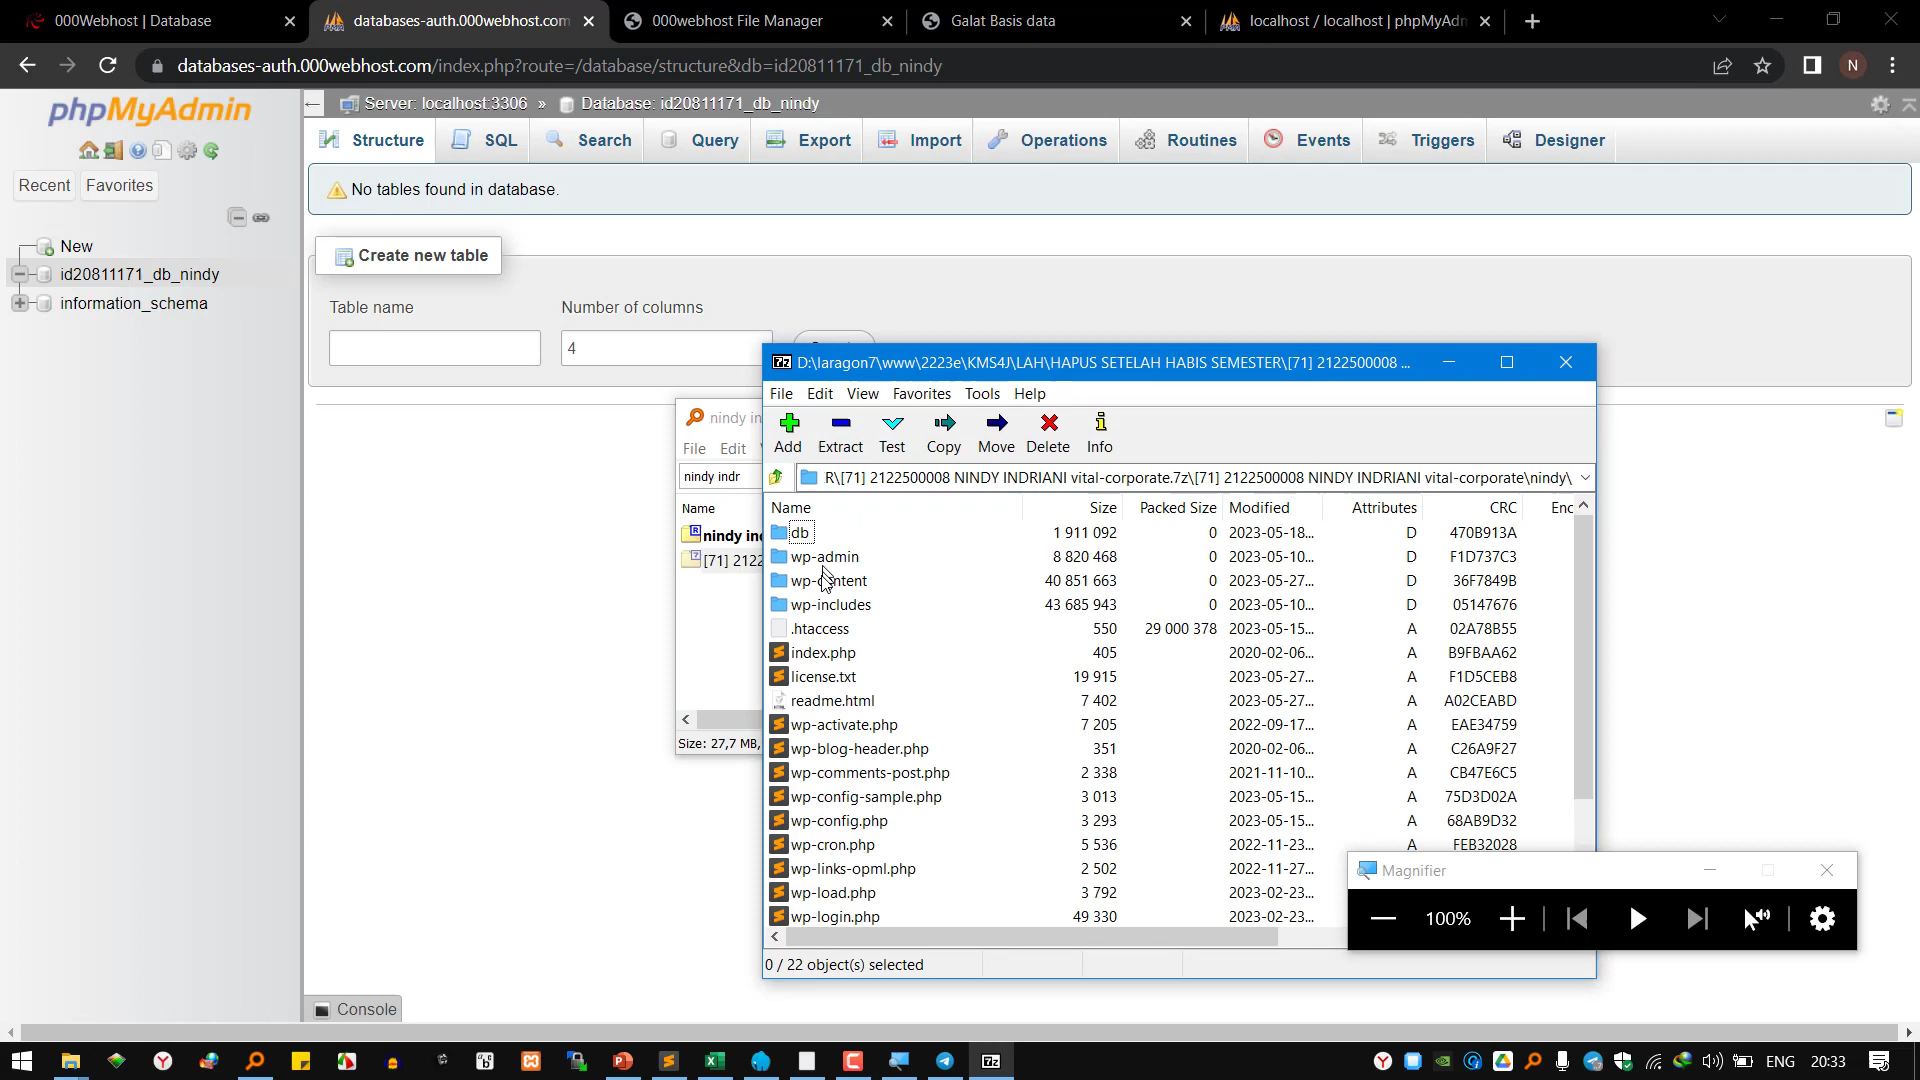 000Webhost | Database
databases-auth.000webhost.com
000webhost File Manager
Galat Basis data
localhost / localhost | phpMyAdm
databases-auth.000webhost.com/index.php?route=/database/structure&db=id20811171_db_nindy
N
phpMyAdmin
Recent
Favorites
New
id20811171_db_nindy
information_schema
Server: localhost:3306 » Database: id20811171_db_nindy
Structure
SQL
Search
Query
Export
Import
Operations
Routines
Events
Triggers
Designer
No tables found in database.
Create new table
Table name
Number of columns
4
nindy in
File Edit
nindy indr
Name
nindy in
[71] 2122
Size: 27,7 MB,
7z D:\laragon7\www\2223e\KMS4J\LAH\HAPUS SETELAH HABIS SEMESTER\[71] 2122500008 ...
File Edit View Favorites Tools Help
Add Extract Test Copy Move Delete Info
R\[71] 2122500008 NINDY INDRIANI vital-corporate.7z\[71] 2122500008 NINDY INDRIANI vital-corporate\nindy\
Name Size Packed Size Modified Attributes CRC Enc
db 1 911 092 0 2023-05-18... D 470B913A
wp-admin 8 820 468 0 2023-05-10... D F1D737C3
wp-content 40 851 663 0 2023-05-27... D 36F7849B
wp-includes 43 685 943 0 2023-05-10... D 05147676
.htaccess 550 29 000 378 2023-05-15... A 02A78B55
index.php 405 2020-02-06... A B9FBAA62
license.txt 19 915 2023-05-27... A F1D5CEB8
readme.html 7 402 2023-05-27... A A02CEABD
wp-activate.php 7 205 2022-09-17... A EAE34759
wp-blog-header.php 351 2020-02-06... A C26A9F27
wp-comments-post.php 2 338 2021-11-10... A CB47E6C5
wp-config-sample.php 3 013 2023-05-15... A 75D3D02A
wp-config.php 3 293 2023-05-15... A 68AB9D32
wp-cron.php 5 536 2022-11-23... A FEB32028
wp-links-opml.php 2 502 2022-11-27...
wp-load.php 3 792 2023-02-23...
wp-login.php 49 330 2023-02-23...
0 / 22 object(s) selected
Magnifier
100%
Console
7z
ENG 20:33